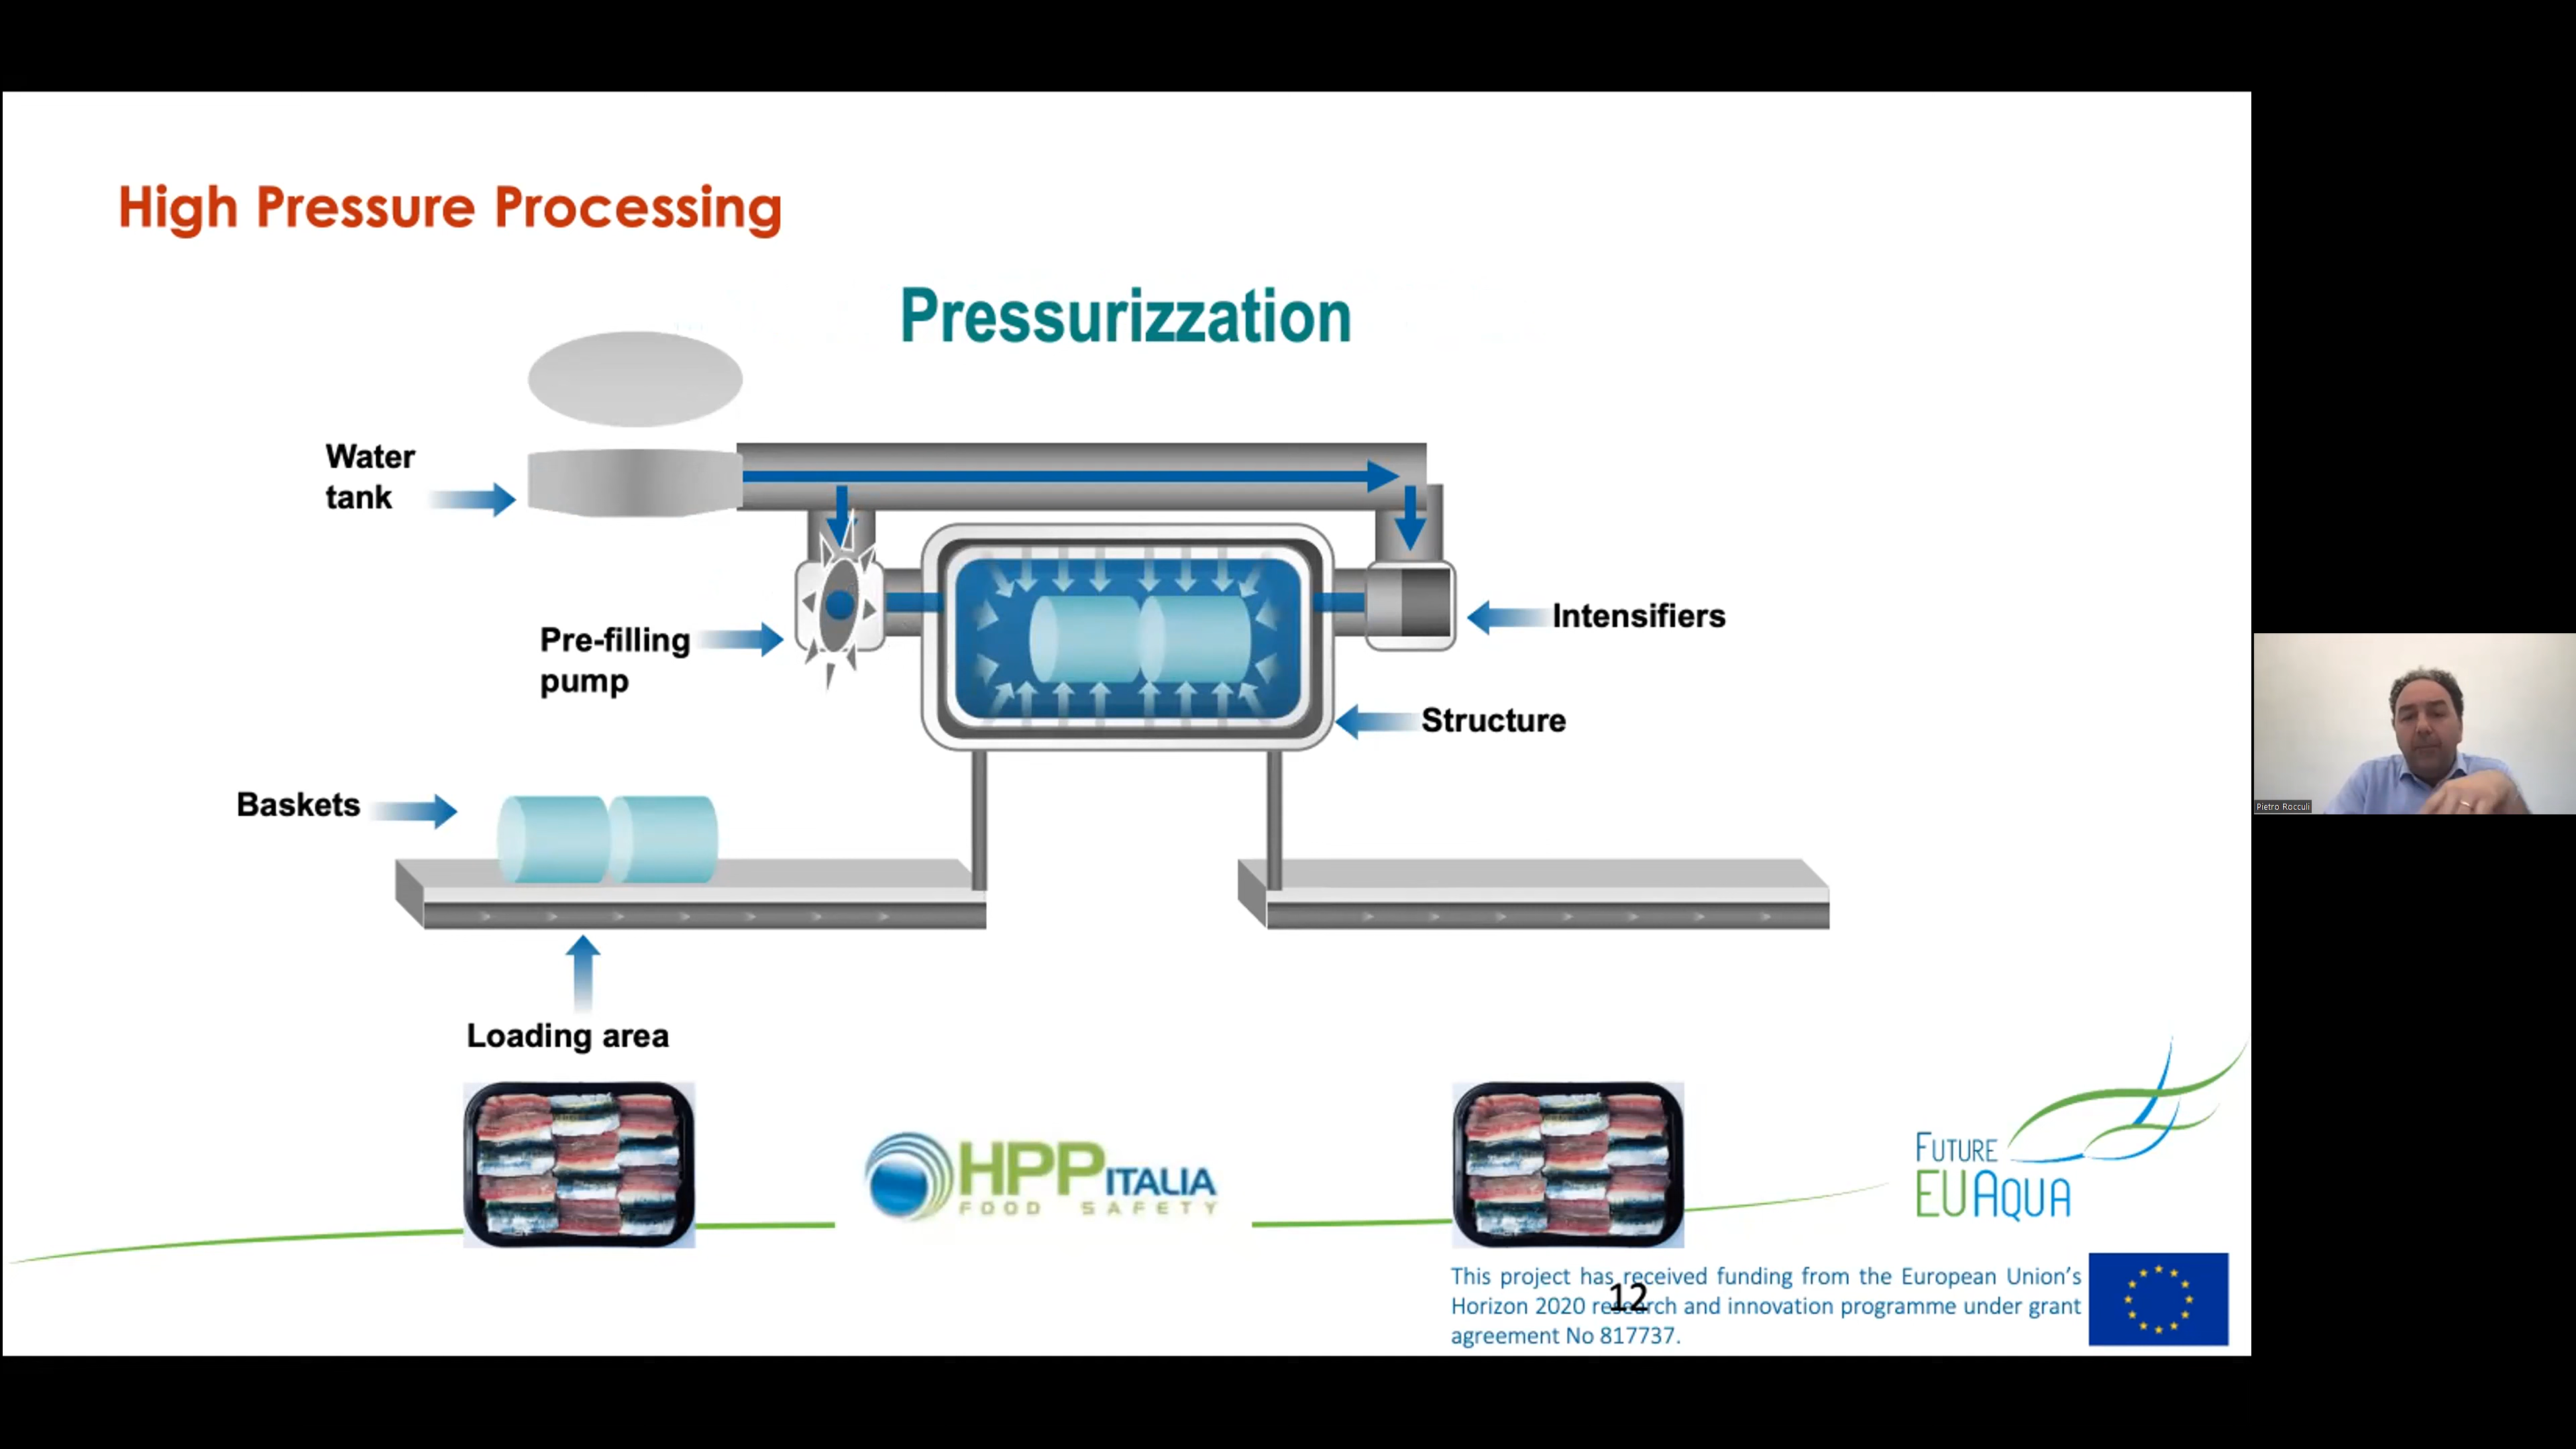 High Pressure Processing
Pressurizzation
Water
tank
Pre-filling
pump
Intensifiers
Structure
Baskets
Loading area
Pietro Rocculi
HPP ITALIA
FOOD SAFETY
FUTURE
EUAQUA
This project has received funding from the European Union’s
Horizon 2020 research and innovation programme under grant
agreement No 817737.
12